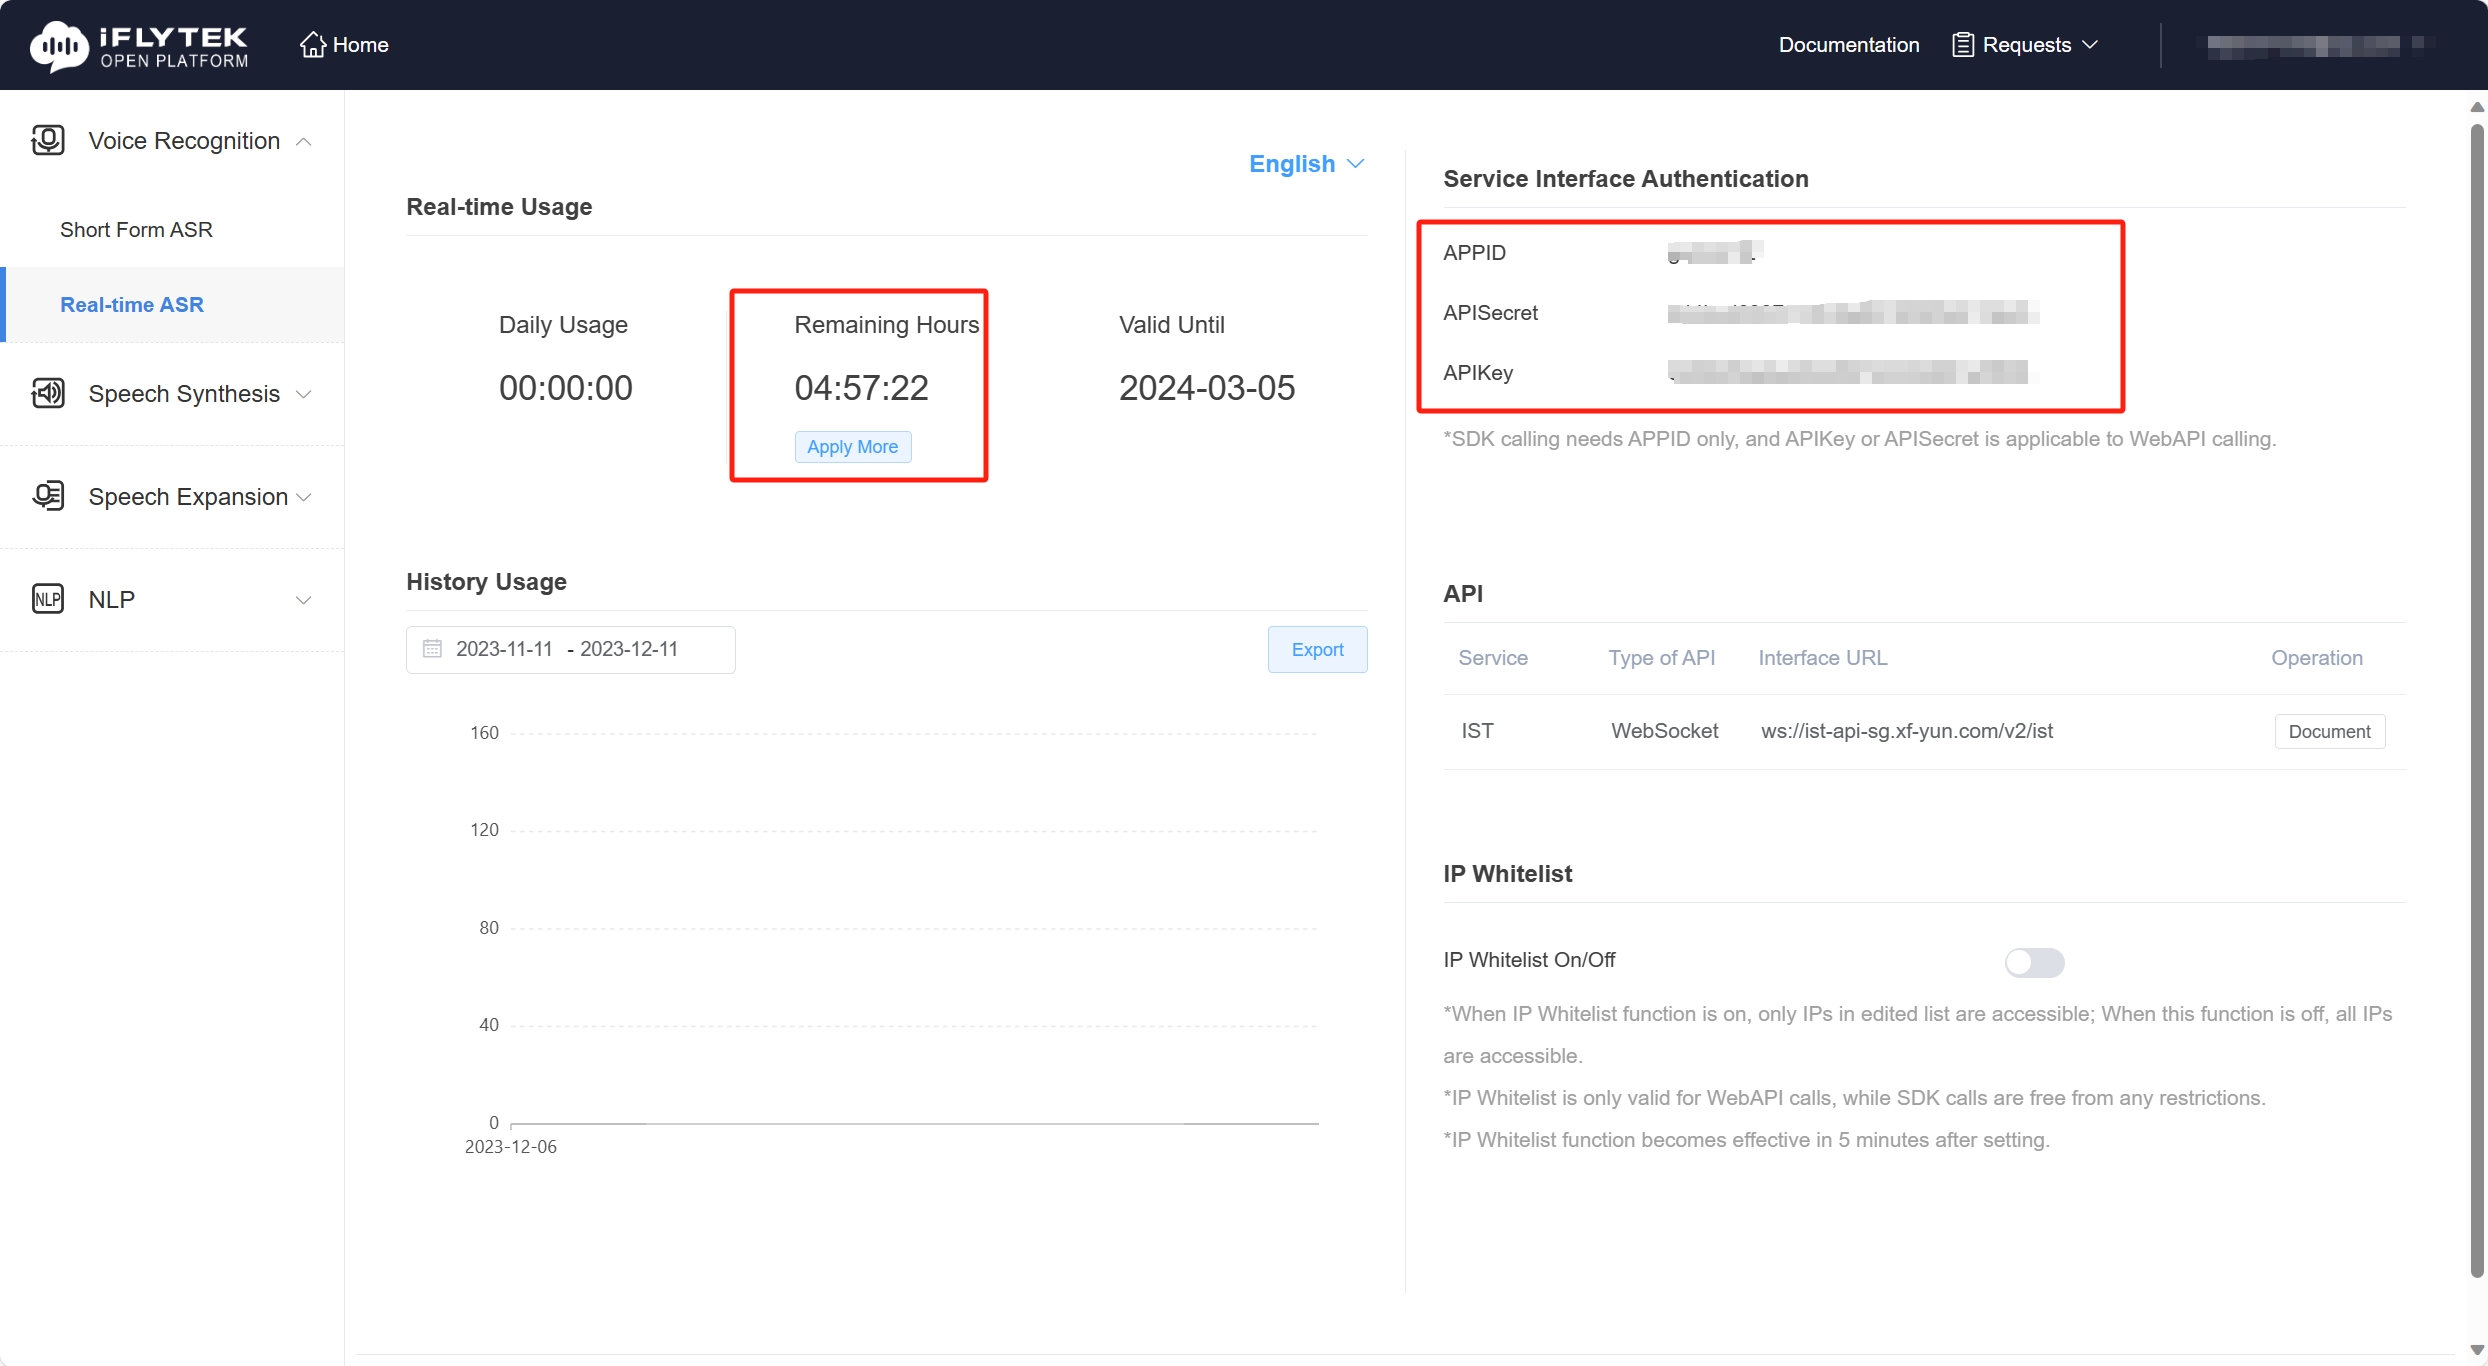 iFLYTEK
OPEN PLATFORM
Home
Documentation
Requests
Voice Recognition
Short Form ASR
Real-time ASR
Speech Synthesis
Speech Expansion
NLP
NLP
English
Real-time Usage
Daily Usage
00:00:00
Remaining Hours
04:57:22
Apply More
Valid Until
2024-03-05
History Usage
2023-11-11 - 2023-12-11
Export
160
120
80
40
0
2023-12-06
Service Interface Authentication
APPID
APISecret
APIKey
*SDK calling needs APPID only, and APIKey or APISecret is applicable to WebAPI calling.
API
Service Type of API Interface URL Operation
IST WebSocket ws://ist-api-sg.xf-yun.com/v2/ist Document
IP Whitelist
IP Whitelist On/Off
*When IP Whitelist function is on, only IPs in edited list are accessible; When this function is off, all IPs
are accessible.
*IP Whitelist is only valid for WebAPI calls, while SDK calls are free from any restrictions.
*IP Whitelist function becomes effective in 5 minutes after setting.